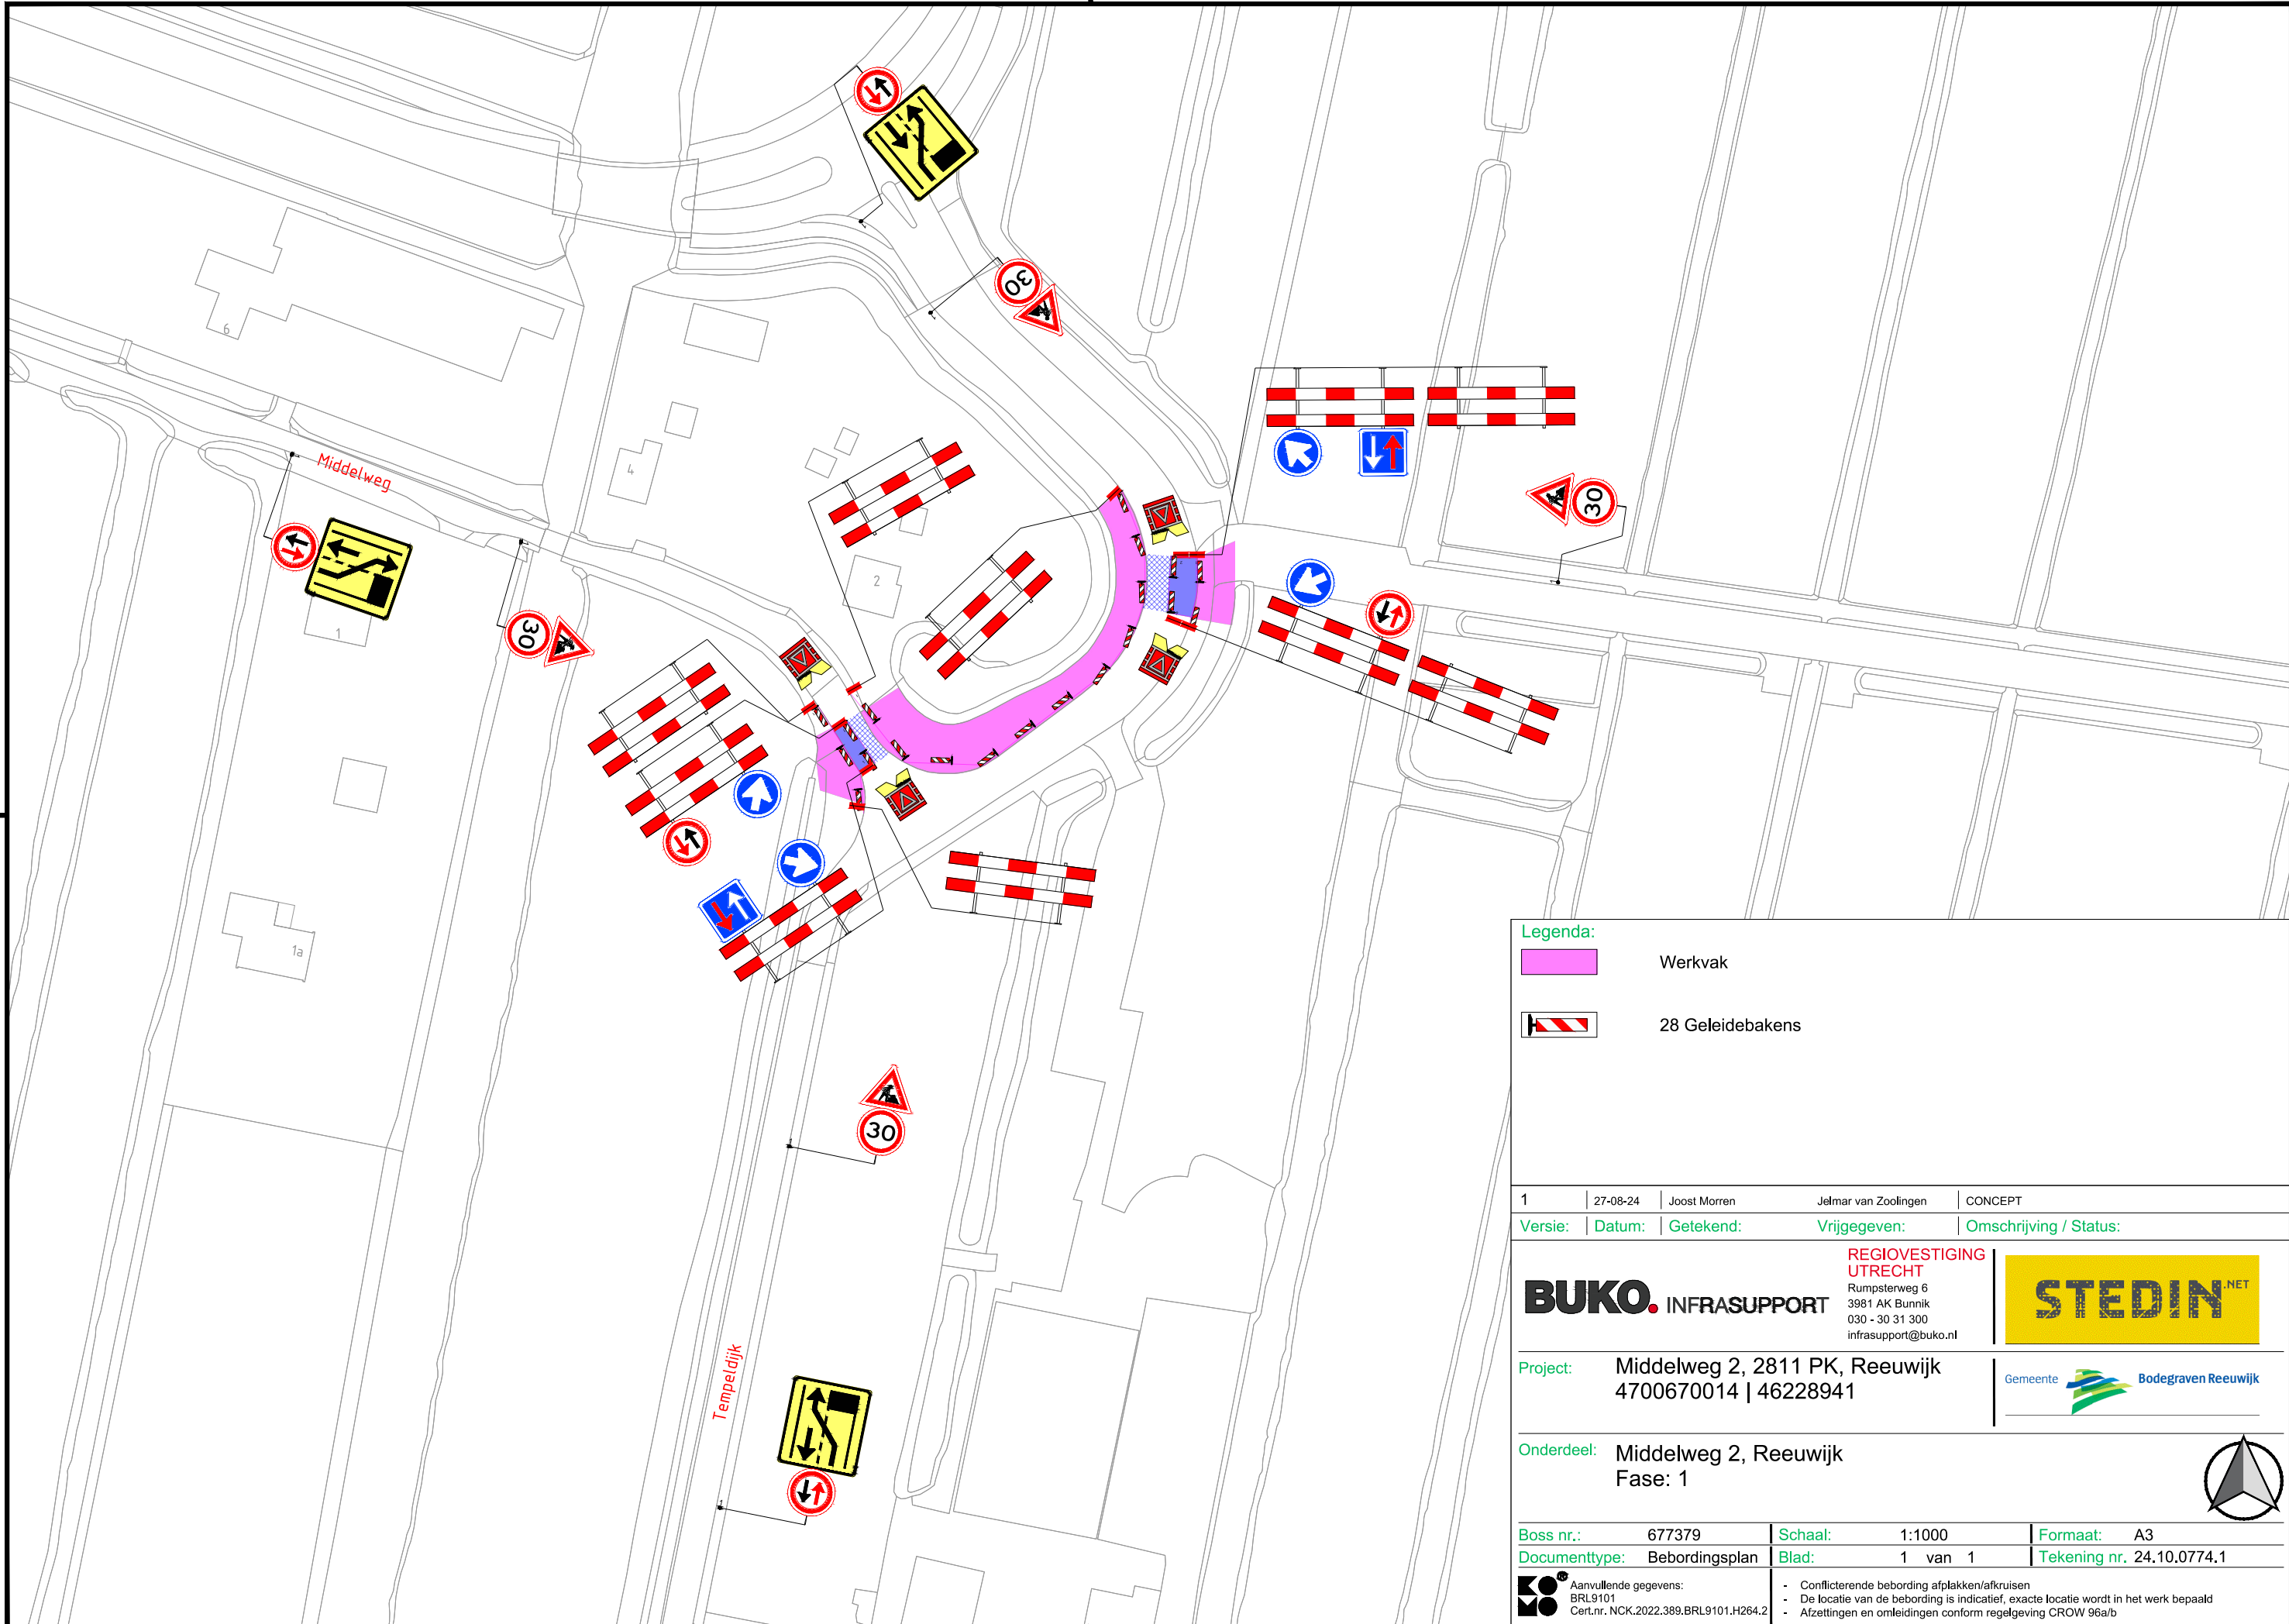 6
4
2
1
1a
Middelweg
Tempeldijk
30
30
30
30
Legenda:
Werkvak
28 Geleidebakens
1 27-08-24 Joost Morren Jelmar van Zoolingen CONCEPT
Versie: Datum: Getekend: Vrijgegeven: Omschrijving / Status:
BUKO. INFRASUPPORT
REGIOVESTIGING
UTRECHT
Rumpsterweg 6
3981 AK Bunnik
030 - 30 31 300
infrasupport@buko.nl
STEDIN.NET
Project: Middelweg 2, 2811 PK, Reeuwijk
4700670014 | 46228941
Gemeente Bodegraven Reeuwijk
Onderdeel: Middelweg 2, Reeuwijk
Fase: 1
Boss nr.: 677379 Schaal: 1:1000 Formaat: A3
Documenttype: Bebordingsplan Blad: 1 van 1 Tekening nr. 24.10.0774.1
KOMO®
Aanvullende gegevens:
BRL9101
Cert.nr. NCK.2022.389.BRL9101.H264.2
- Conflicterende bebording afplakken/afkruisen
- De locatie van de bebording is indicatief, exacte locatie wordt in het werk bepaald
- Afzettingen en omleidingen conform regelgeving CROW 96a/b